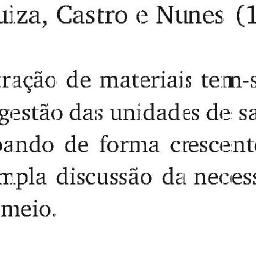 uiza, Castro e Nunes (1
ração de materiais tem-s
gestão das unidades de sa
pando de forma crescente
mpla discussão da necess
meio.